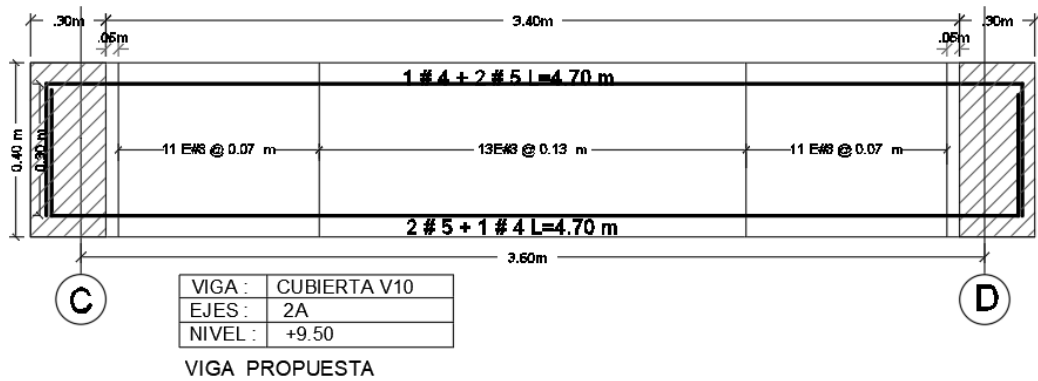 .30m 3.40m .30m
.05m .05m
1 # 4 + 2 # 5 L=4.70 m
0.40 m 0.30 m
11 E#3 @ 0.07 m 13E#3 @ 0.13 m 11 E#3 @ 0.07 m
2 # 5 + 1 # 4 L=4.70 m
3.60m
C D
VIGA : CUBIERTA V10
EJES : 2A
NIVEL : +9.50
VIGA PROPUESTA